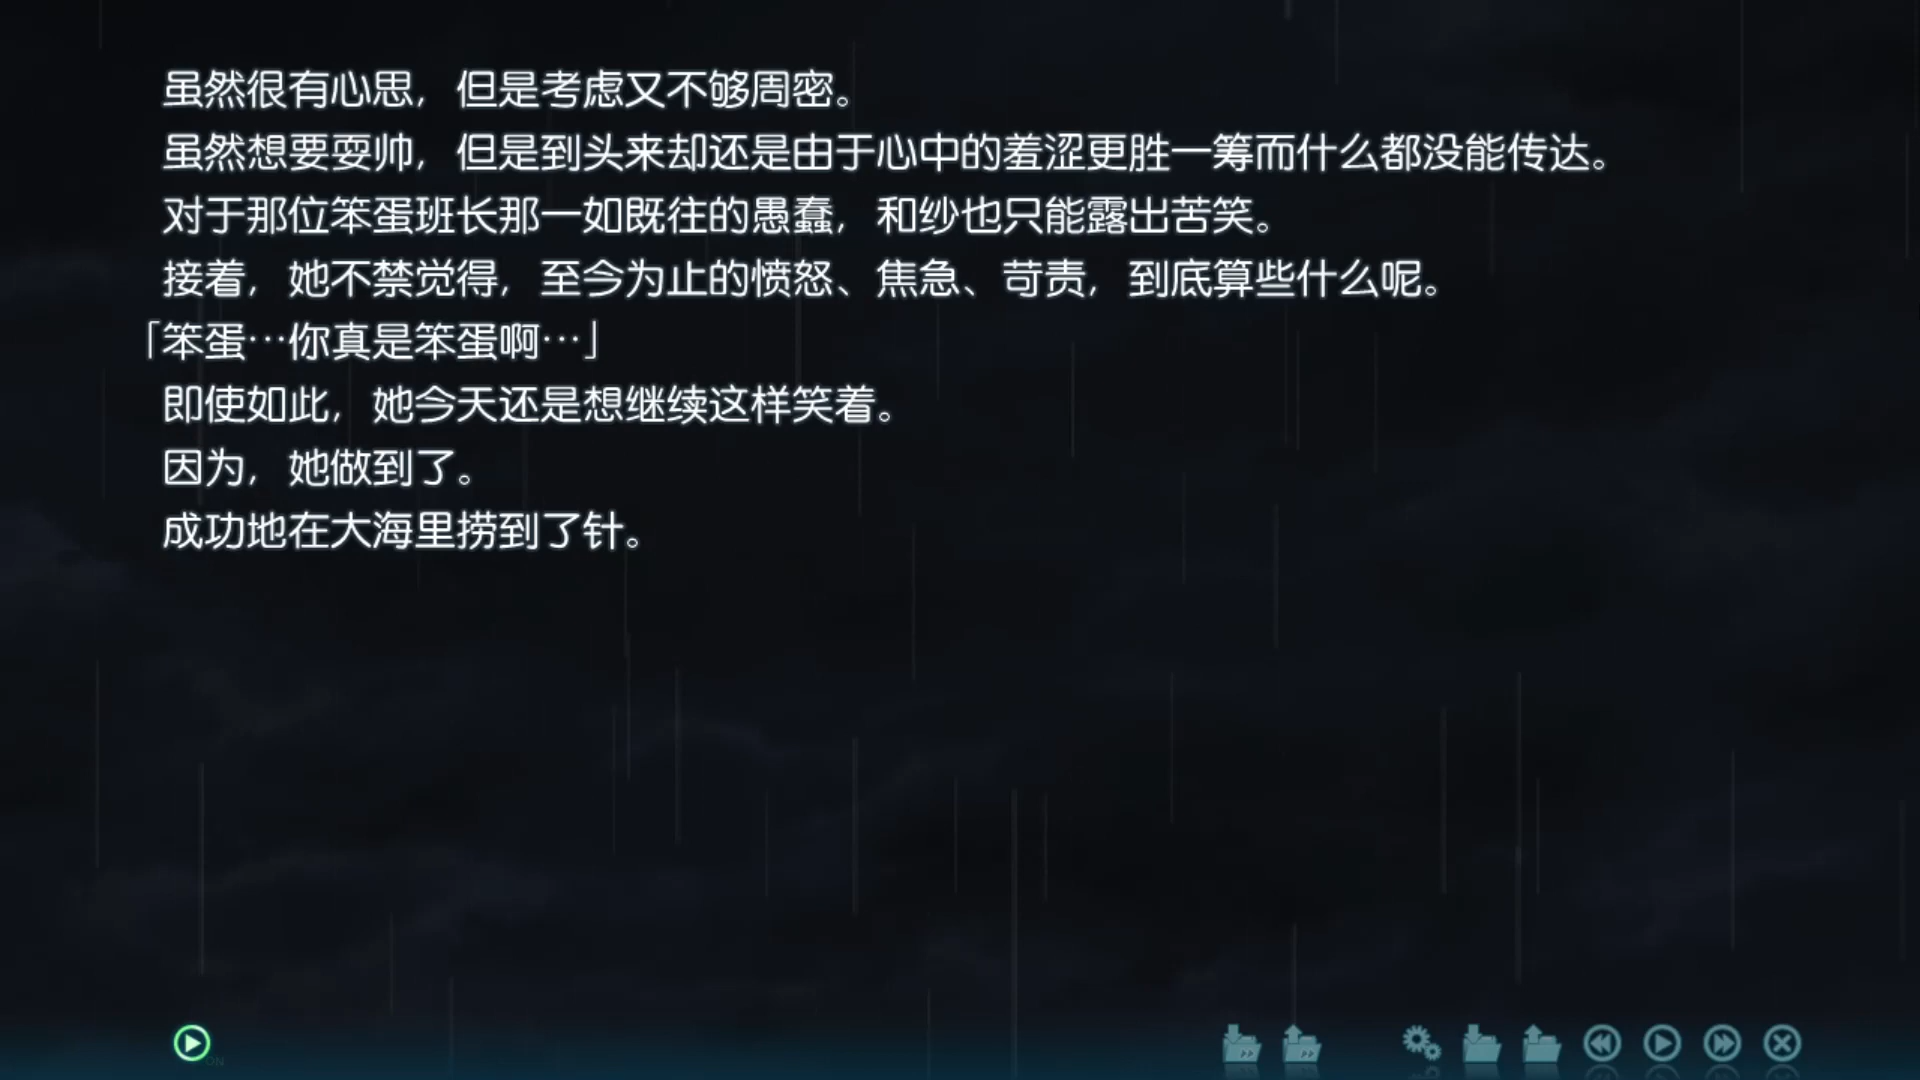 虽然很有心思，但是考虑又不够周密。
虽然想要耍帅，但是到头来却还是由于心中的羞涩更胜一筹而什么都没能传达。
对于那位笨蛋班长那一如既往的愚蠢，和纱也只能露出苦笑。
接着，她不禁觉得，至今为止的愤怒、焦急、苛责，到底算些什么呢。
「笨蛋…你真是笨蛋啊…」
即使如此，她今天还是想继续这样笑着。
因为，她做到了。
成功地在大海里捞到了针。
ON